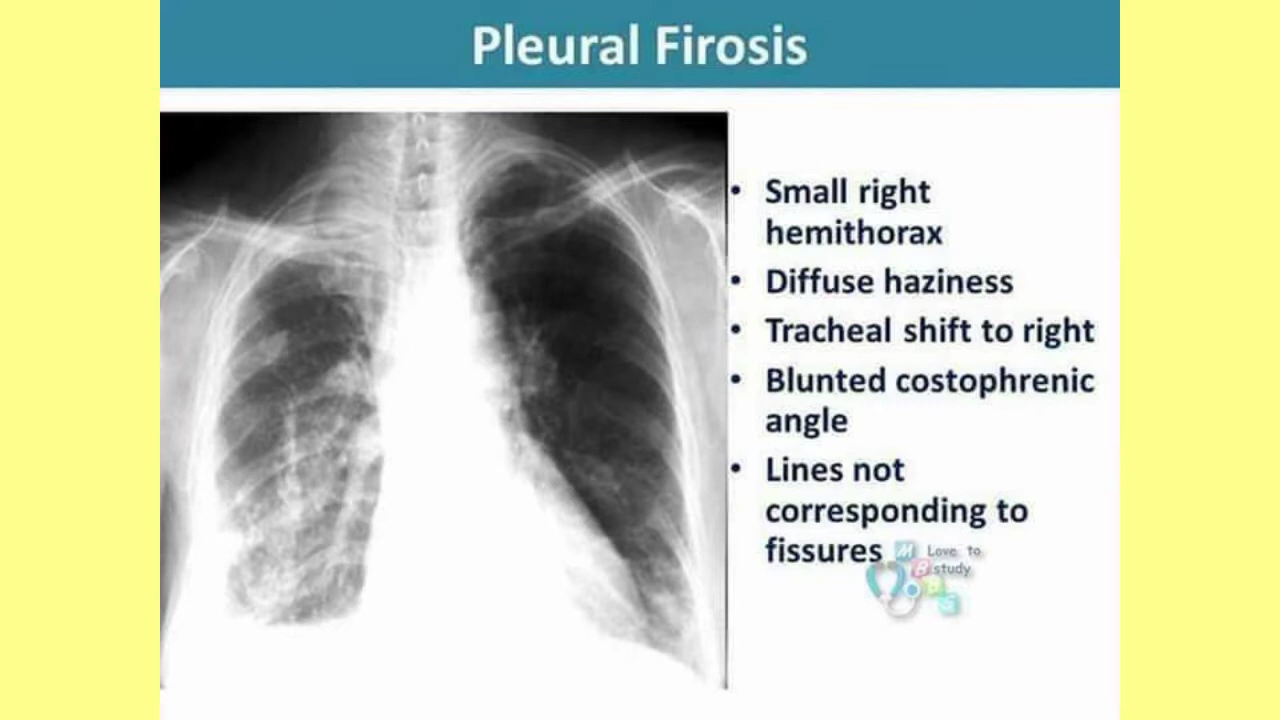 Pleural Firosis
• Small right
hemithorax
• Diffuse haziness
• Tracheal shift to right
• Blunted costophrenic
angle
• Lines not
corresponding to
fissures
M Love to
B study
B
S